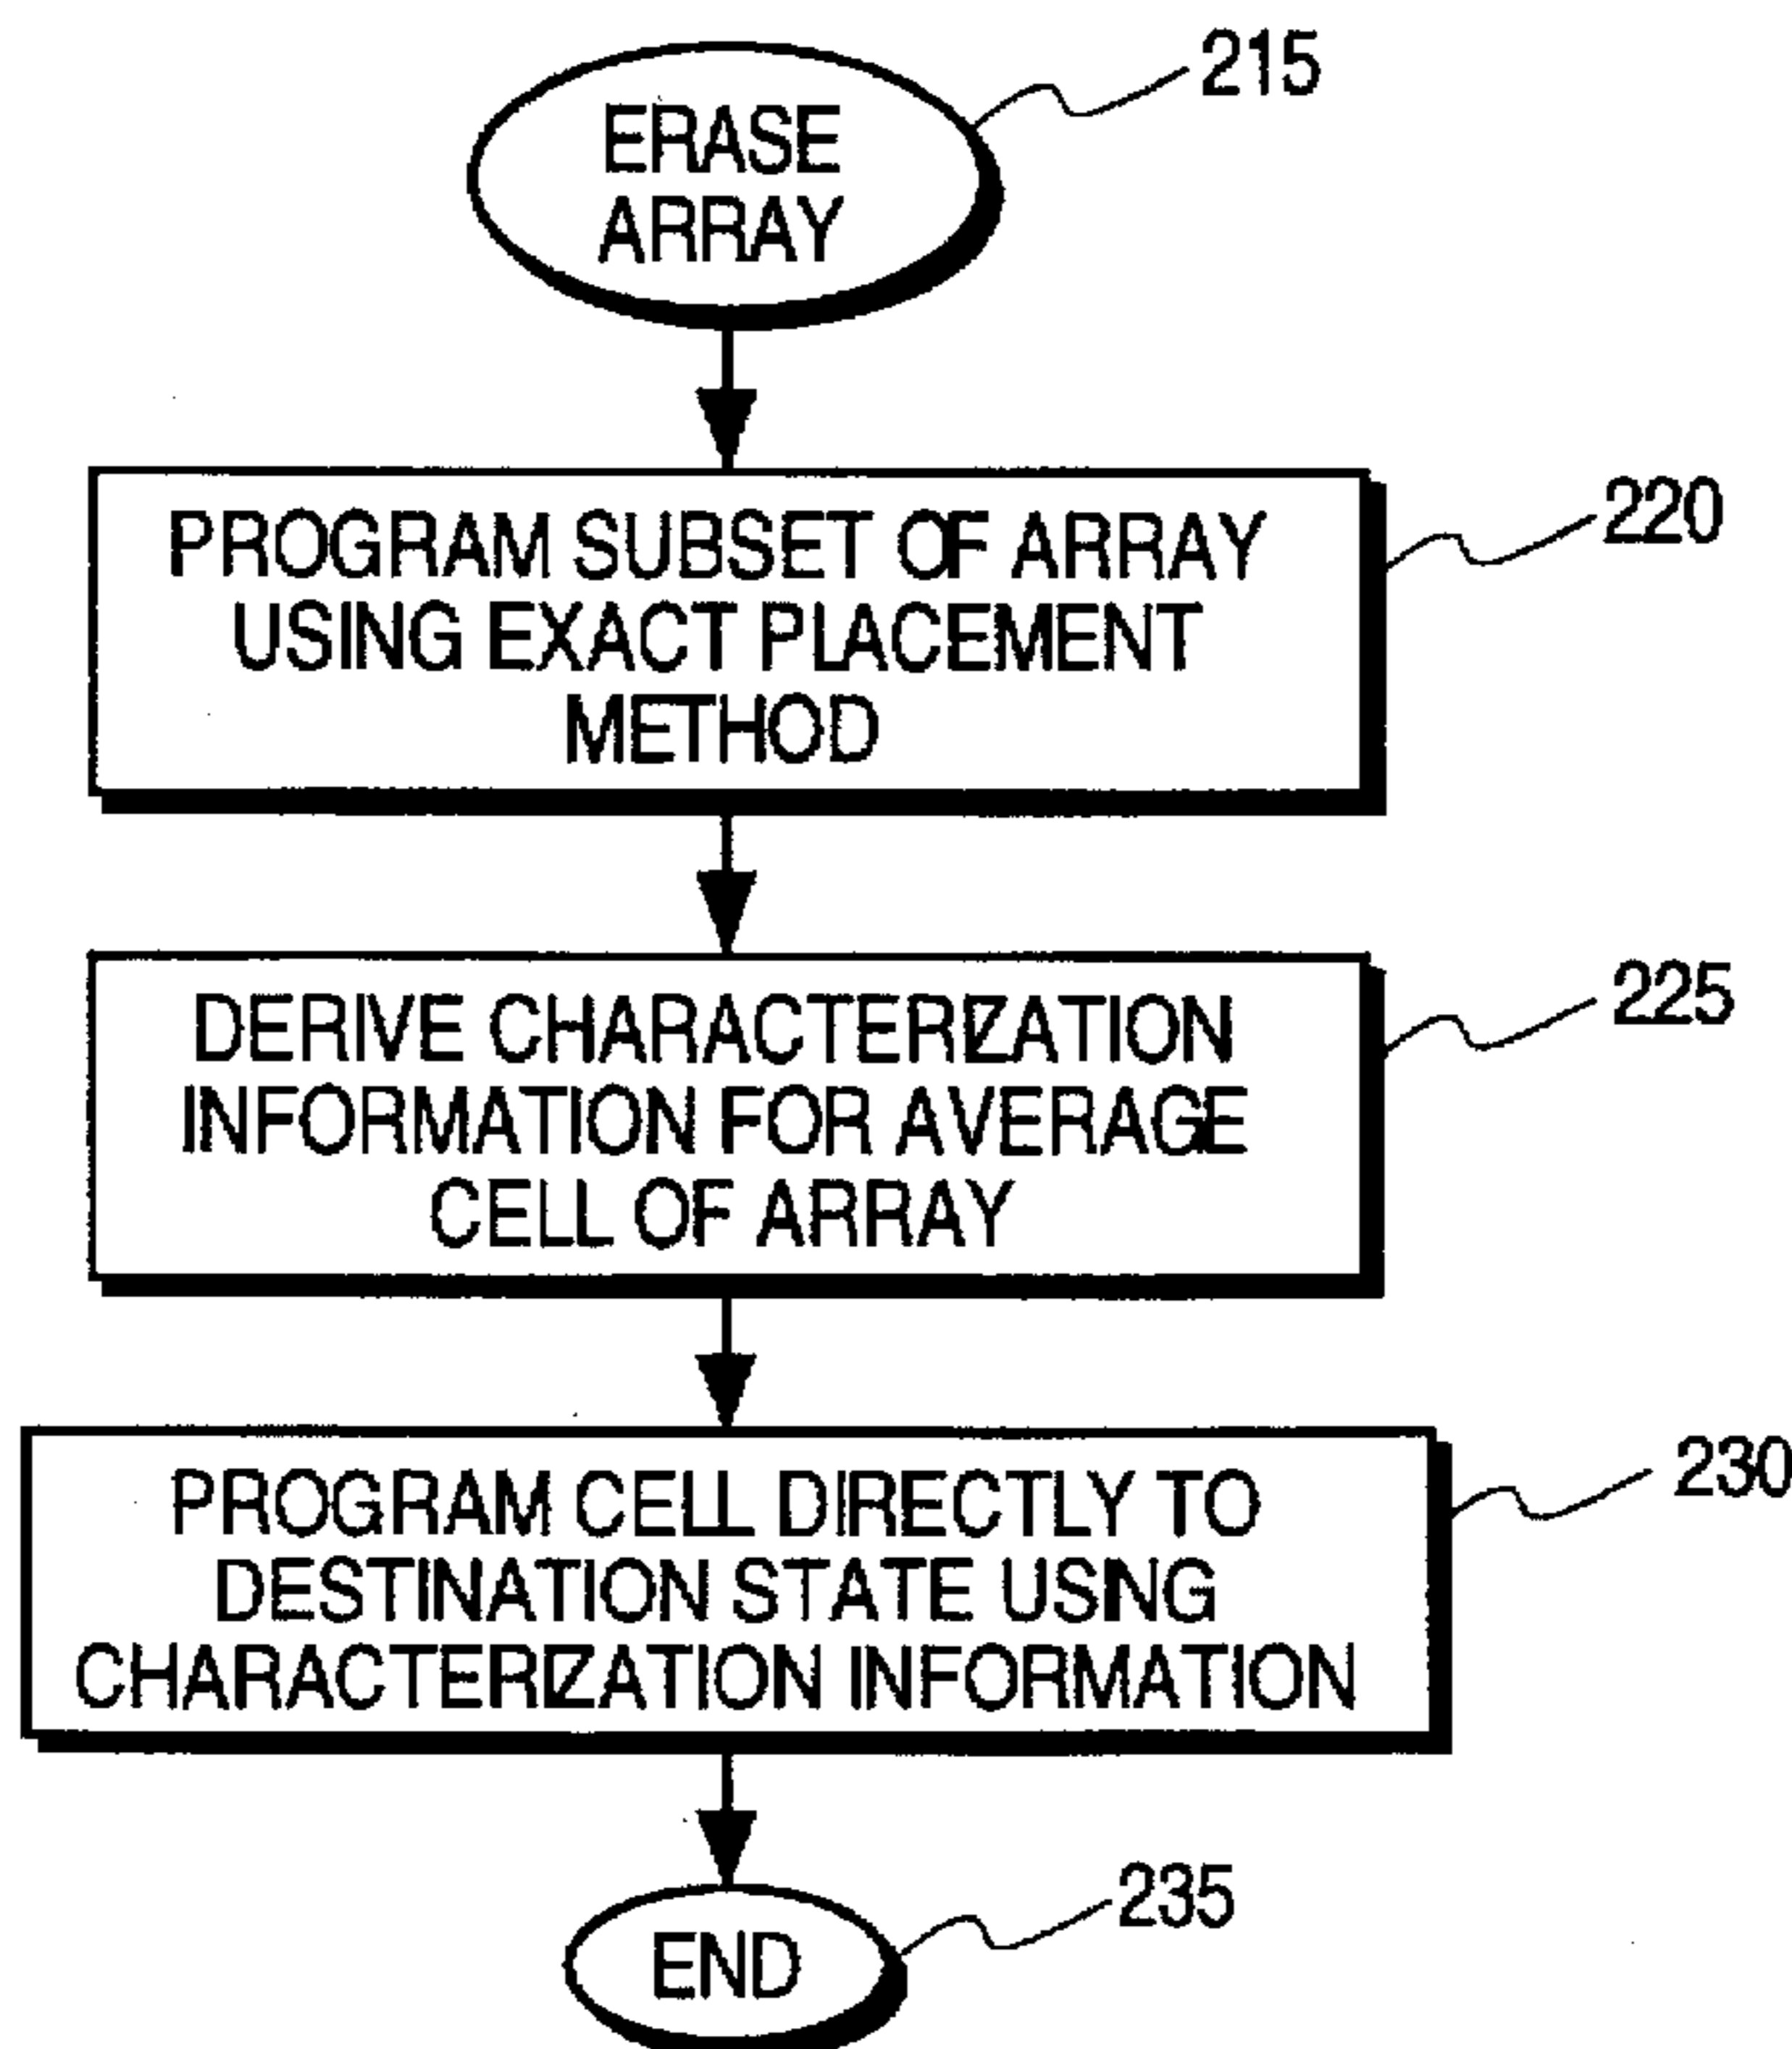 215
ERASE
ARRAY
220
PROGRAM SUBSET OF ARRAY
USING EXACT PLACEMENT
METHOD
225
DERIVE CHARACTERIZATION
INFORMATION FOR AVERAGE
CELL OF ARRAY
230
PROGRAM CELL DIRECTLY TO
DESTINATION STATE USING
CHARACTERIZATION INFORMATION
235
END